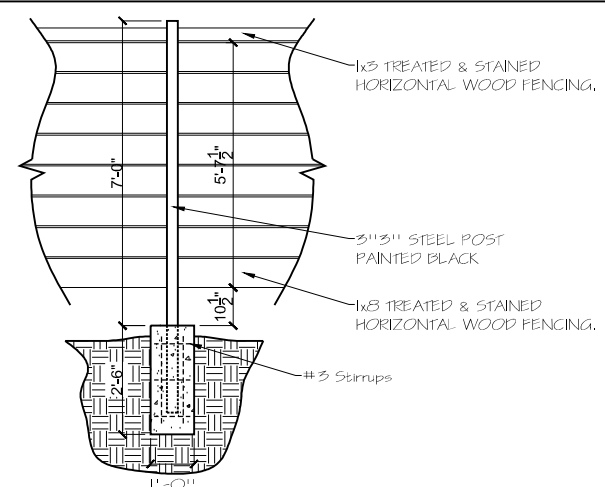 1x3 TREATED & STAINED
HORIZONTAL WOOD FENCING.
7'-0"
5'-7 1/2"
3"3" STEEL POST
PAINTED BLACK
10 1/2"
1x8 TREATED & STAINED
HORIZONTAL WOOD FENCING.
#3 Stirrups
2'-6"
1'-0"